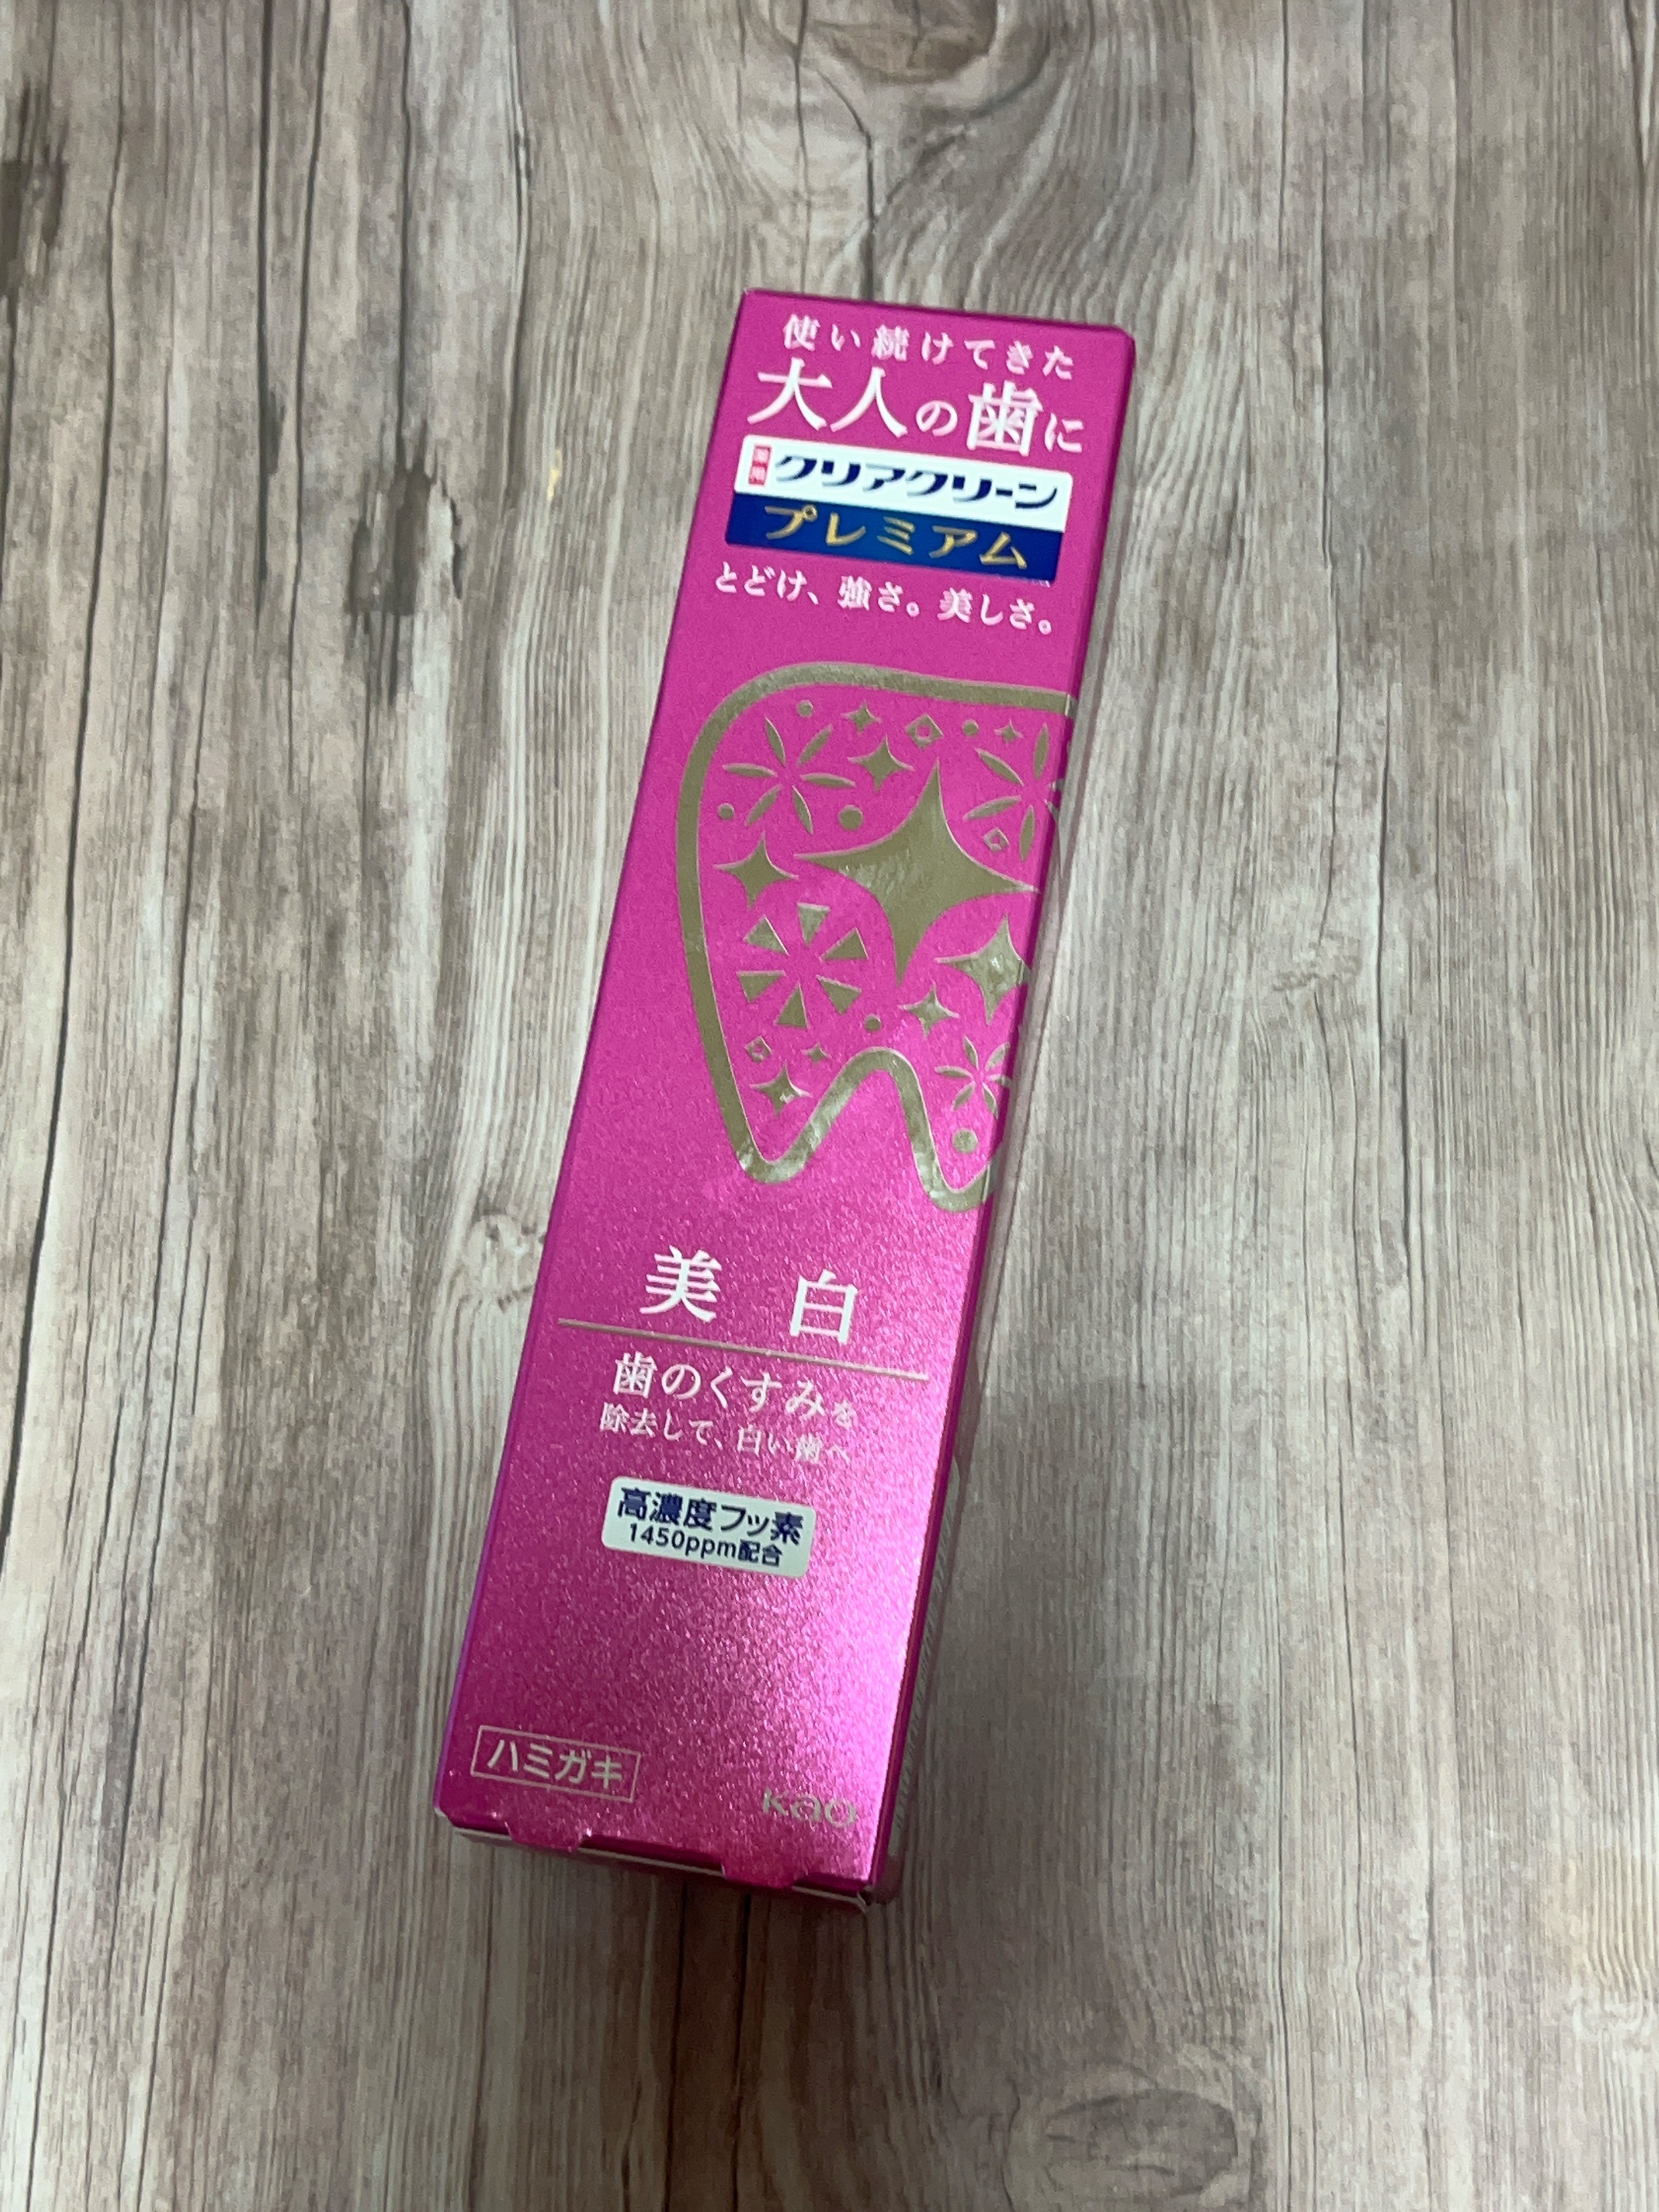 使い続けてきた
大人の歯に
薬用
クリアクリーン
プレミアム
とどけ、強さ。美しさ。
美白
歯のくすみを
除去して、白い歯へ
高濃度フッ素
1450ppm配合
ハミガキ
Kao